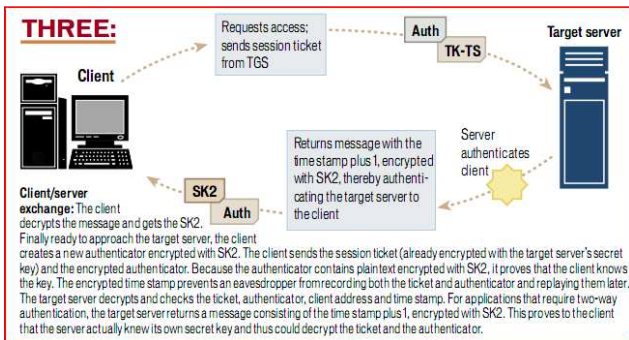 THREE:
Client
Requests access;
sends session ticket
from TGS
Auth
TK-TS
Target server
Server
authenticates
client
Returns message with the
time stamp plus 1, encrypted
with SK2, thereby authenti-
cating the target server to
the client
SK2
Auth
Client/server
exchange: The client
decrypts the message and gets the SK2.
Finally ready to approach the target server, the client
creates a new authenticator encrypted with SK2. The client sends the session ticket (already encrypted with the target server's secret
key) and the encrypted authenticator. Because the authenticator contains plain text encrypted with SK2, it proves that the client knows
the key. The encrypted time stamp prevents an eavesdropper from recording both the ticket and authenticator and replaying them later.
The target server decrypts and checks the ticket, authenticator, client address and time stamp. For applications that require two-way
authentication, the target server returns a message consisting of the time stamp plus 1, encrypted with SK2. This proves to the client
that the server actually knew its own secret key and thus could decrypt the ticket and the authenticator.